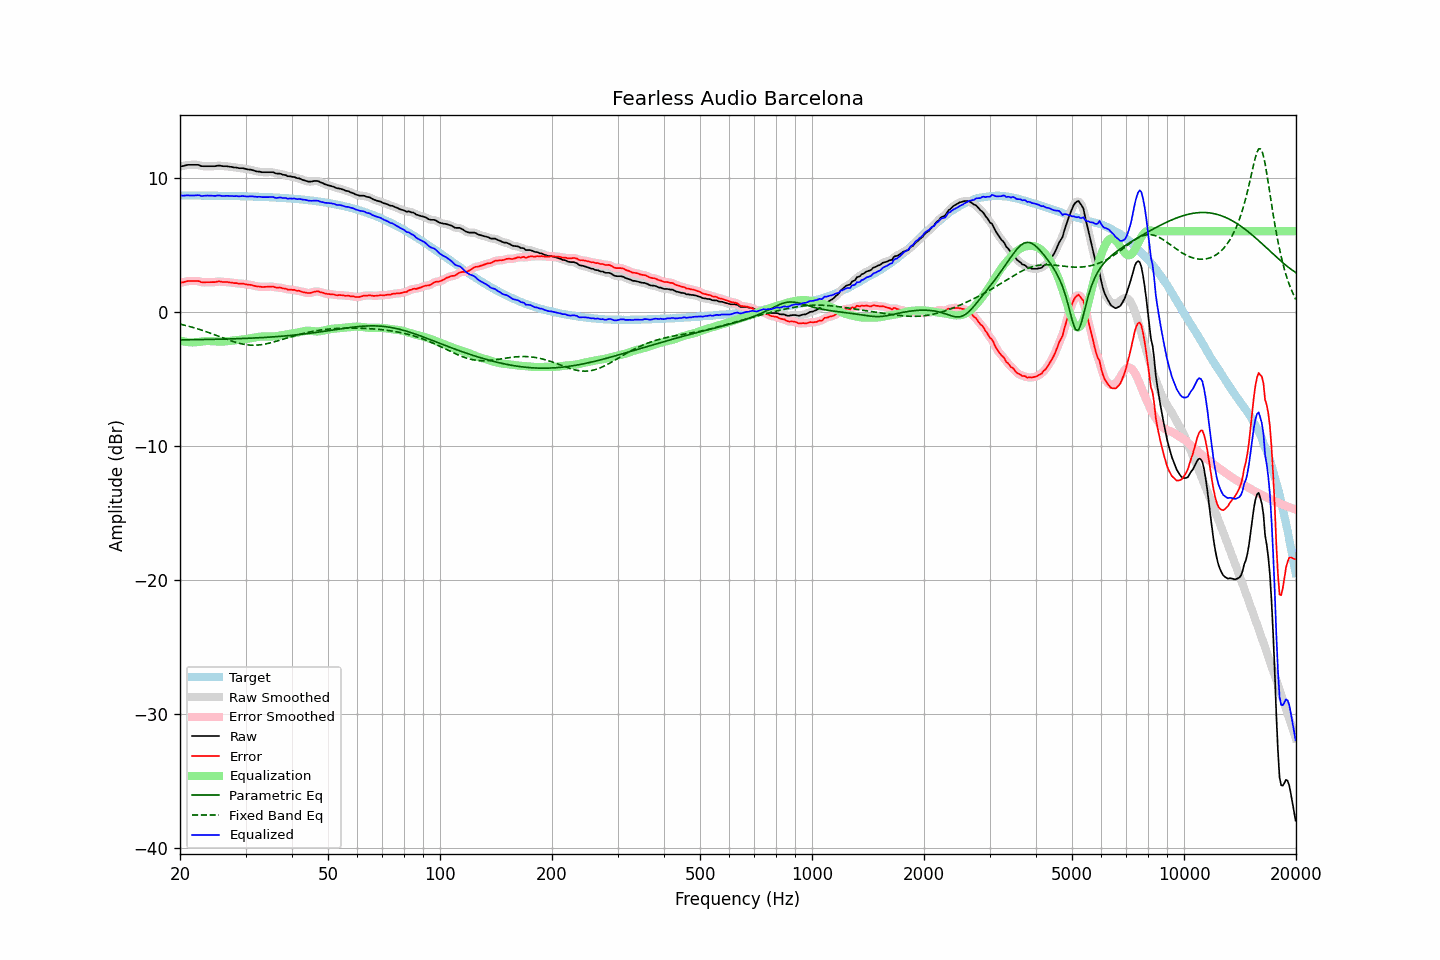 Fearless Audio Barcelona
Amplitude (dBr)
10
0
−10
−20
−30
−40
Target
Raw Smoothed
Error Smoothed
Raw
Error
Equalization
Parametric Eq
Fixed Band Eq
Equalized
20 50 100 200 500 1000 2000 5000 10000 20000
Frequency (Hz)